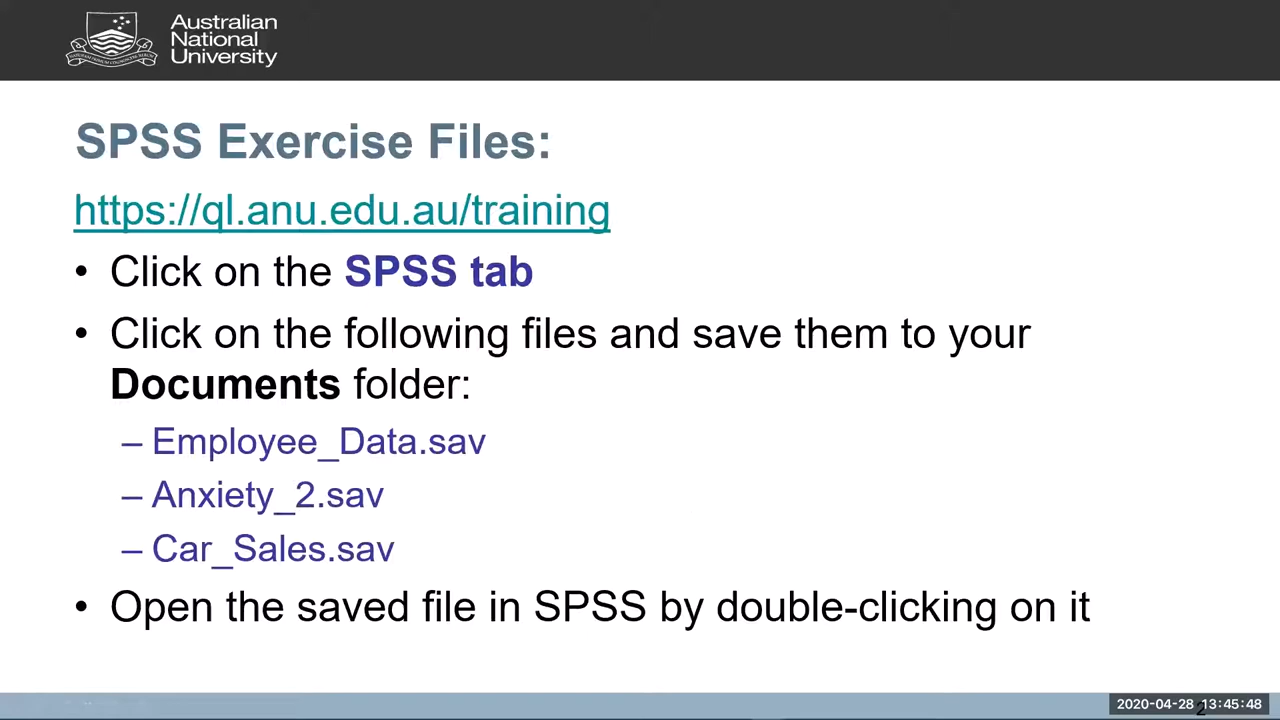 Australian
National
University
SPSS Exercise Files:
https://ql.anu.edu.au/training
• Click on the SPSS tab
• Click on the following files and save them to your
Documents folder:
– Employee_Data.sav
– Anxiety_2.sav
– Car_Sales.sav
• Open the saved file in SPSS by double-clicking on it
2020-04-28 13:45:48
2